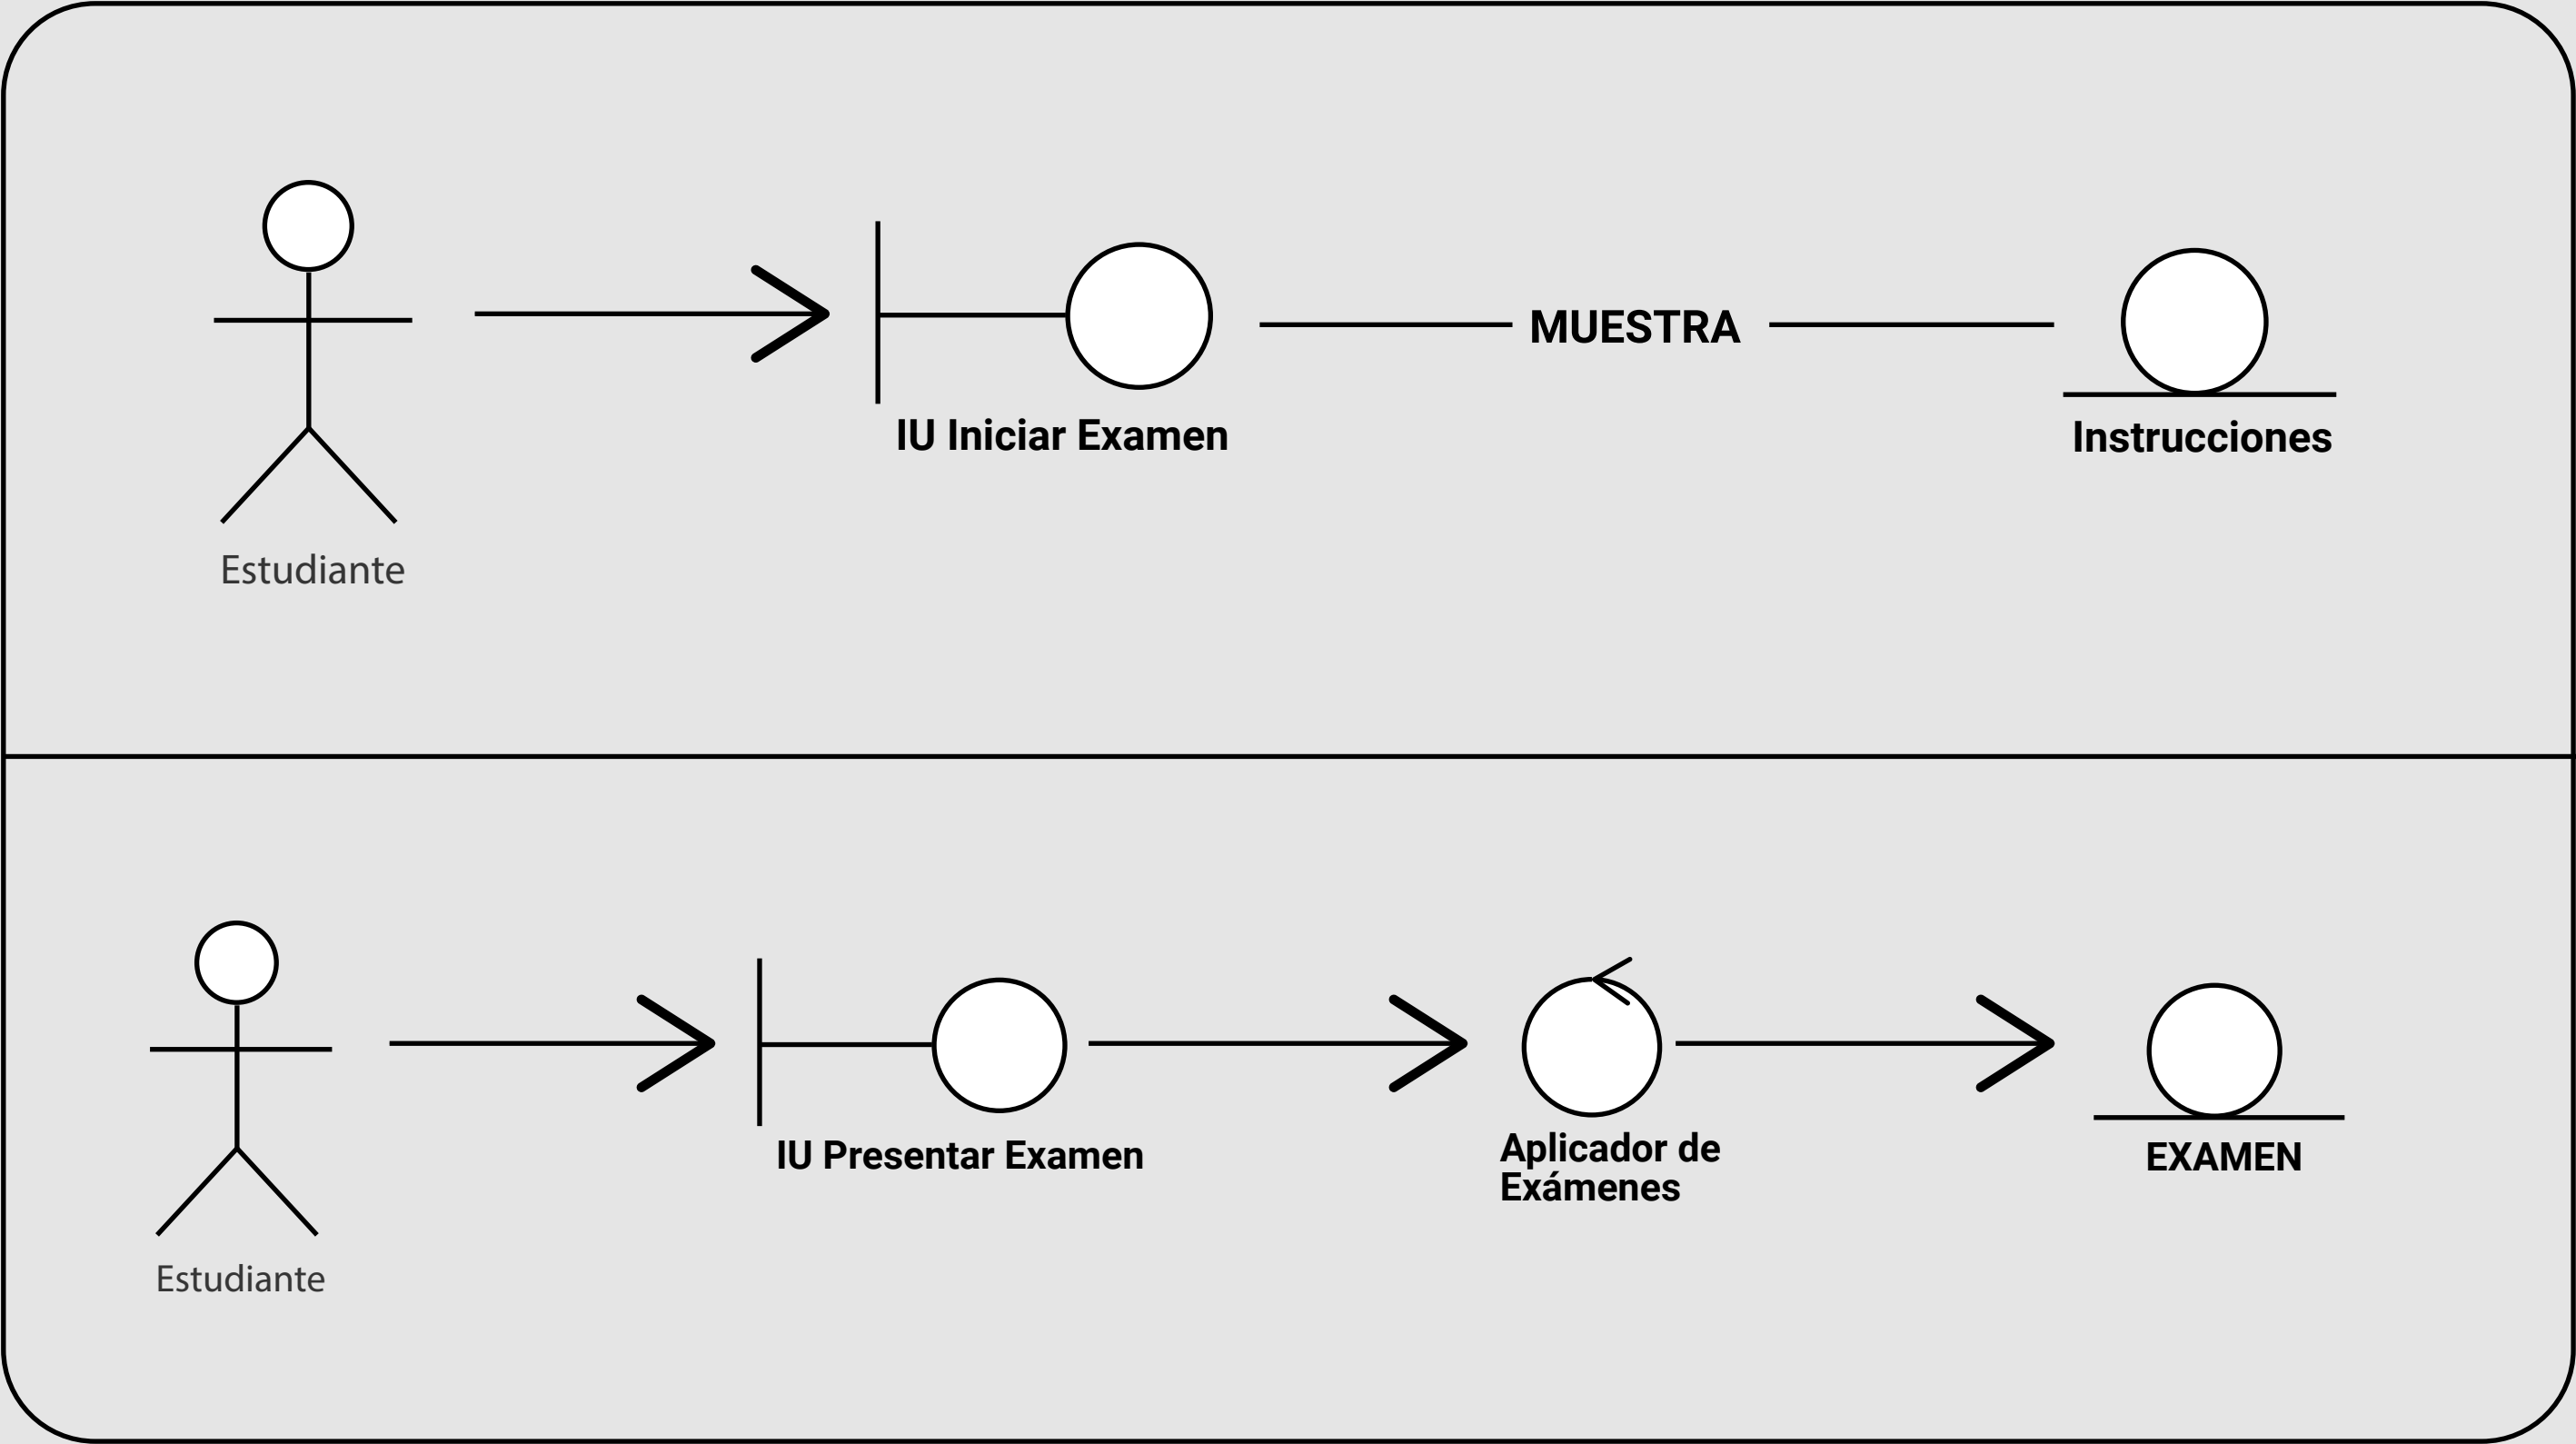 MUESTRA
IU Iniciar Examen
Instrucciones
Estudiante
IU Presentar Examen
Aplicador de
Exámenes
EXAMEN
Estudiante